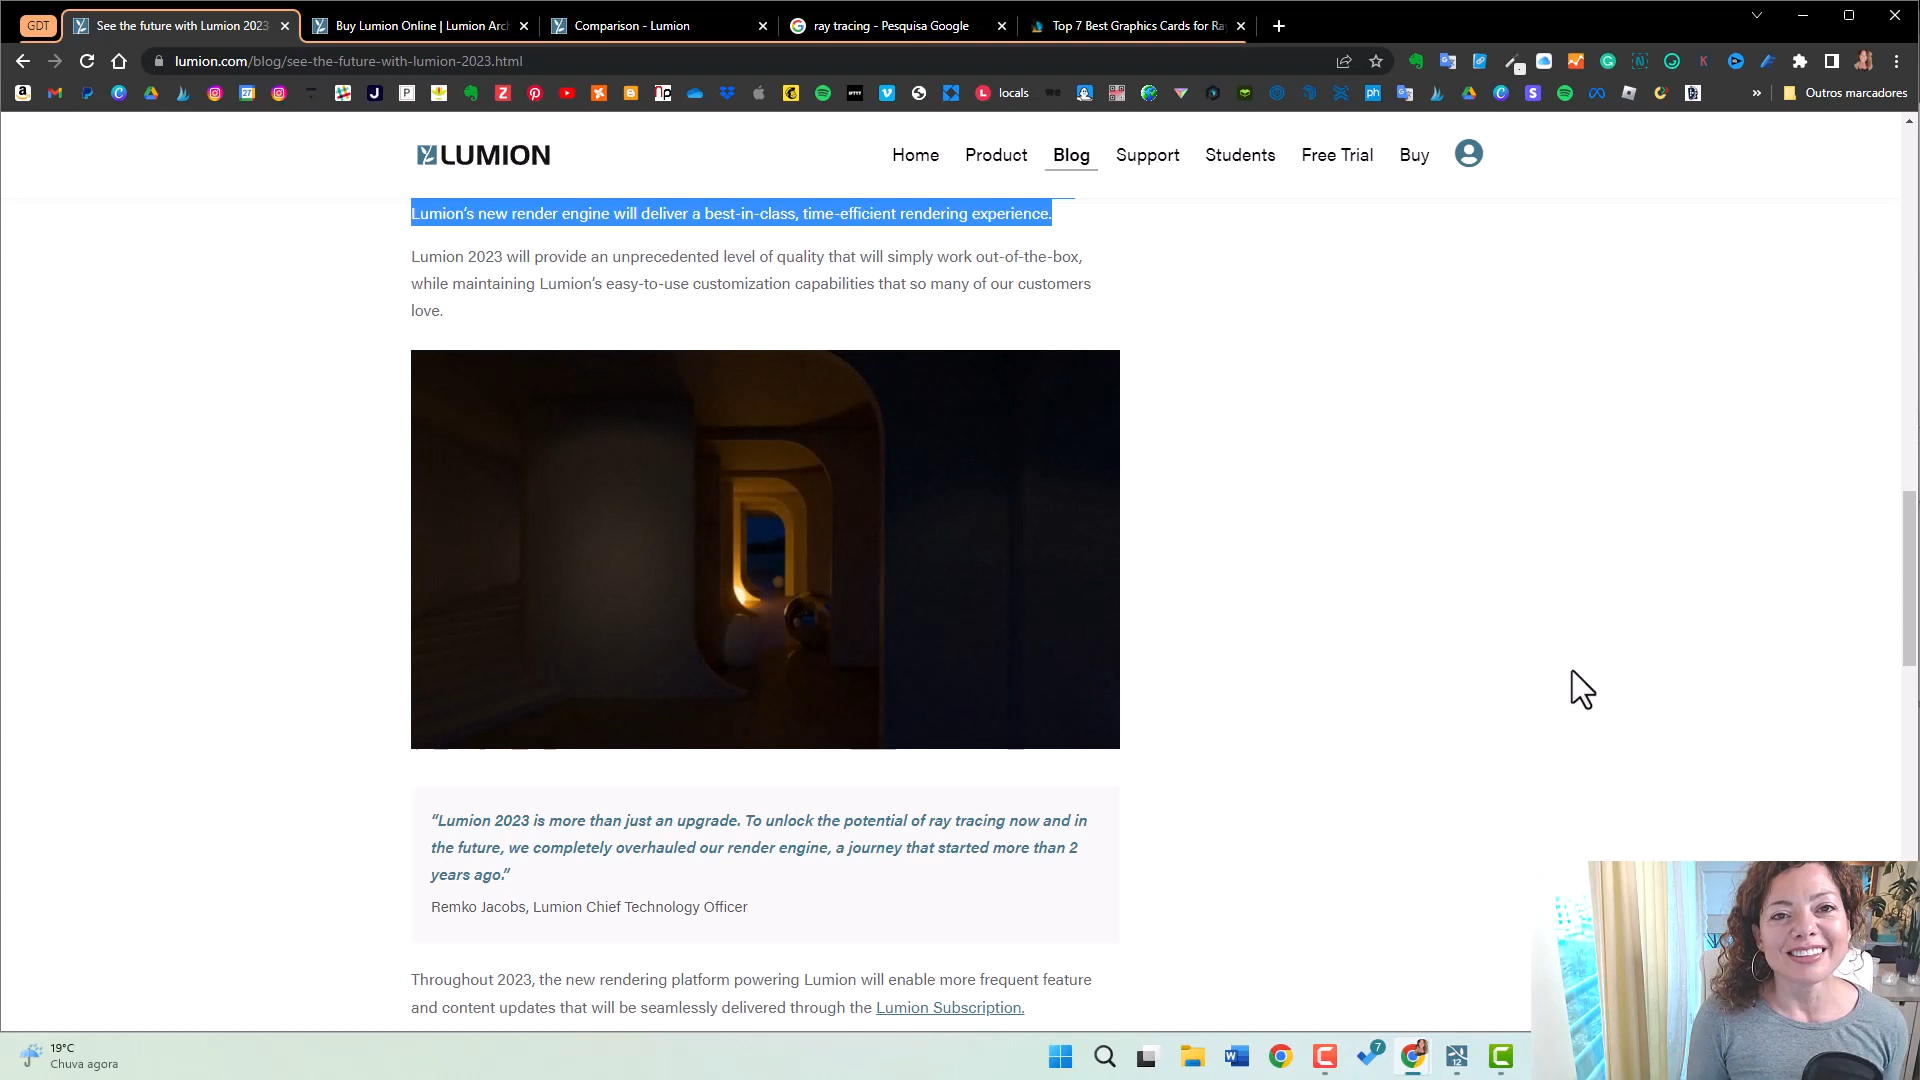 GDT
See the future with Lumion 2023
Buy Lumion Online | Lumion Arc
Comparison - Lumion
ray tracing - Pesquisa Google
Top 7 Best Graphics Cards for Ra
lumion.com/blog/see-the-future-with-lumion-2023.html
locals
Outros marcadores
LUMION
Home
Product
Blog
Support
Students
Free Trial
Buy
Lumion’s new render engine will deliver a best-in-class, time-efficient rendering experience.
Lumion 2023 will provide an unprecedented level of quality that will simply work out-of-the-box,
while maintaining Lumion’s easy-to-use customization capabilities that so many of our customers
love.
“Lumion 2023 is more than just an upgrade. To unlock the potential of ray tracing now and in
the future, we completely overhauled our render engine, a journey that started more than 2
years ago.”
Remko Jacobs, Lumion Chief Technology Officer
Throughout 2023, the new rendering platform powering Lumion will enable more frequent feature
and content updates that will be seamlessly delivered through the Lumion Subscription.
19°C
Chuva agora
7
12